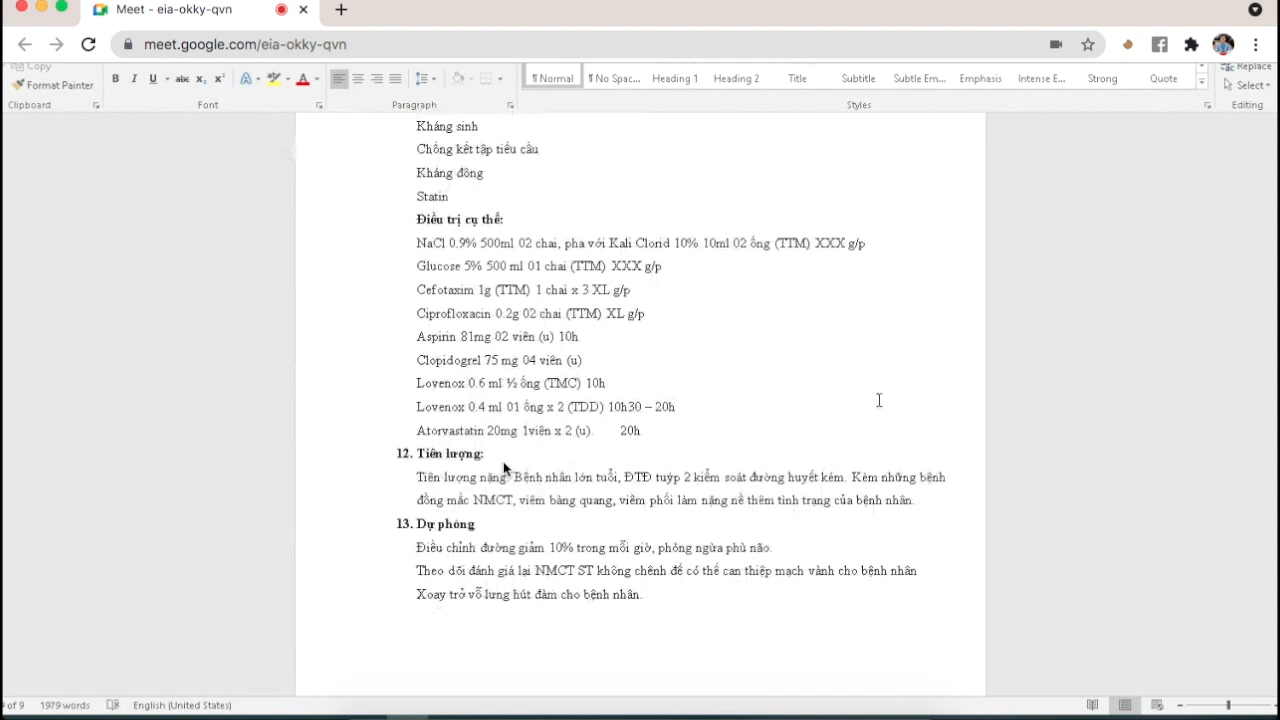 Meet - eia-okky-qvn
meet.google.com/eia-okky-qvn
Copy
Format Painter
B I U abc x₂ x²
¶ Normal ¶ No Spac... Heading 1 Heading 2 Title Subtitle Subtle Em... Emphasis Intense E... Strong Quote
Replace
Select
Clipboard Font Paragraph Styles Editing
Kháng sinh
Chống kết tập tiểu cầu
Kháng đông
Statin
Điều trị cụ thể:
NaCl 0.9% 500ml 02 chai, pha với Kali Clorid 10% 10ml 02 ống (TTM) XXX g/p
Glucose 5% 500 ml 01 chai (TTM) XXX g/p
Cefotaxim 1g (TTM) 1 chai x 3 XL g/p
Ciprofloxacin 0.2g 02 chai (TTM) XL g/p
Aspirin 81mg 02 viên (u) 10h
Clopidogrel 75 mg 04 viên (u)
Lovenox 0.6 ml ½ ống (TMC) 10h
Lovenox 0.4 ml 01 ống x 2 (TDD) 10h30 – 20h
Atorvastatin 20mg 1viên x 2 (u). 20h
12. Tiên lượng:
Tiên lượng nặng. Bệnh nhân lớn tuổi, ĐTĐ tuýp 2 kiểm soát đường huyết kém. Kèm những bệnh
đồng mắc NMCT, viêm bàng quang, viêm phổi làm nặng nề thêm tình trạng của bệnh nhân.
13. Dự phòng
Điều chỉnh đường giảm 10% trong mỗi giờ, phòng ngừa phù não.
Theo dõi đánh giá lại NMCT ST không chênh để có thể can thiệp mạch vành cho bệnh nhân
Xoay trở vỗ lưng hút đàm cho bệnh nhân.
of 9 1979 words English (United States)